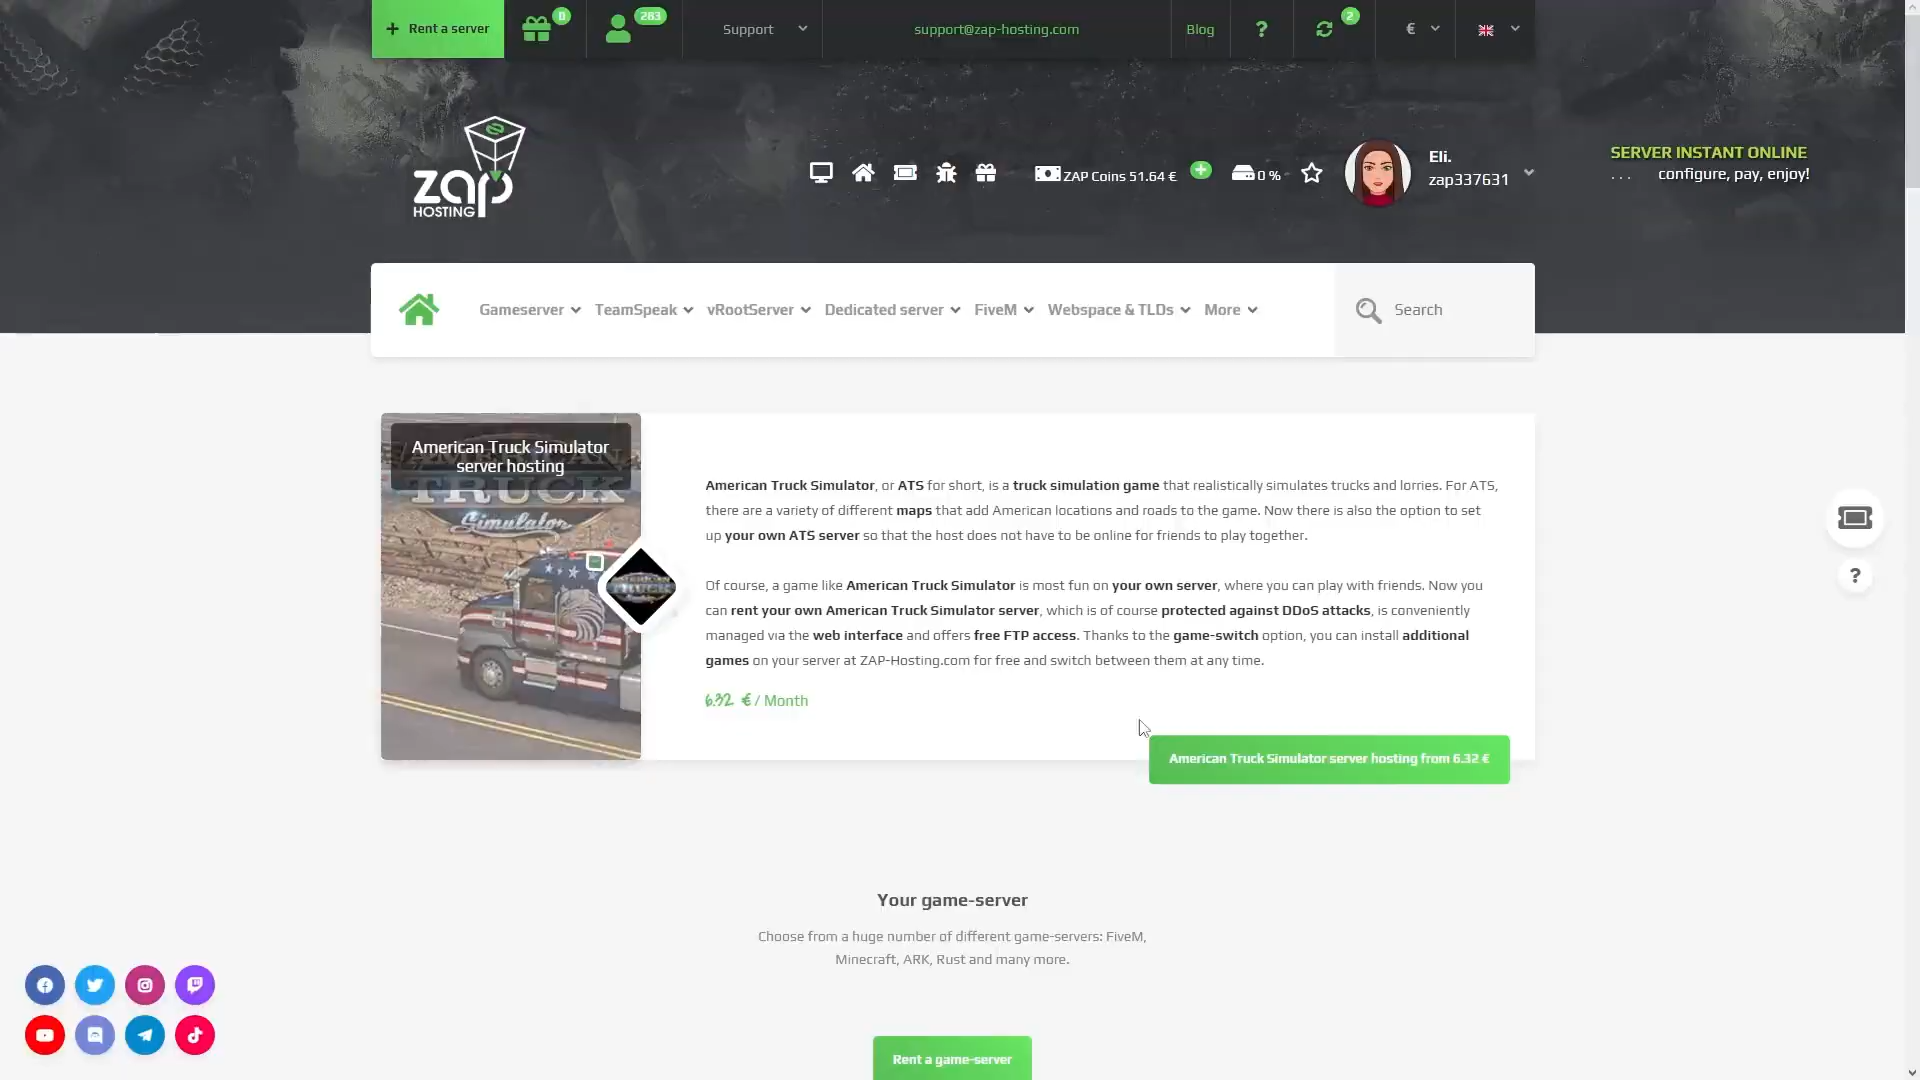 Rent a server
0
283
Support
support@zap-hosting.com
Blog
?
2
€
zap
HOSTING
ZAP Coins 51.64 €
0 %
Eli.
zap337631
SERVER INSTANT ONLINE
. . . configure, pay, enjoy!
Gameserver
TeamSpeak
vRootServer
Dedicated server
FiveM
Webspace & TLDs
More
Search
American Truck Simulator
server hosting
AMERICAN
TRUCK
Simulator
American Truck Simulator, or ATS for short, is a truck simulation game that realistically simulates trucks and lorries. For ATS,
there are a variety of different maps that add American locations and roads to the game. Now there is also the option to set
up your own ATS server so that the host does not have to be online for friends to play together.
Of course, a game like American Truck Simulator is most fun on your own server, where you can play with friends. Now you
can rent your own American Truck Simulator server, which is of course protected against DDoS attacks, is conveniently
managed via the web interface and offers free FTP access. Thanks to the game-switch option, you can install additional
games on your server at ZAP-Hosting.com for free and switch between them at any time.
6.32 € / Month
American Truck Simulator server hosting from 6.32 €
?
Your game-server
Choose from a huge number of different game-servers: FiveM,
Minecraft, ARK, Rust and many more.
Rent a game-server